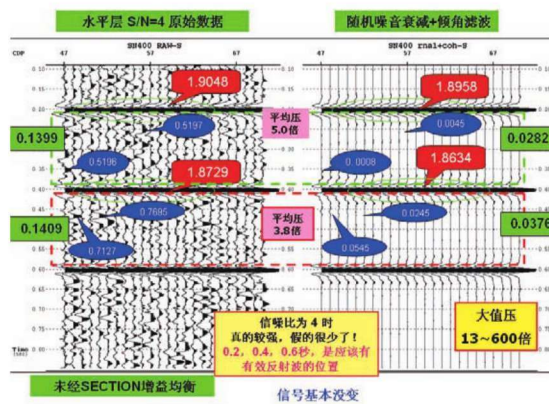 水平层 S/N=4 原始数据
随机噪音衰减+倾角滤波
CDP
SN400 RAW-S
SN400 rna1+coh-S
47
57
67
47
57
67
1.9048
1.8958
0.5197
平均压
5.0倍
0.0045
0.1399
0.0282
0.5196
1.8729
0.0008
1.8634
0.7695
平均压
3.8倍
0.0245
0.1409
0.0376
0.7127
0.0545
信噪比为 4 时
真的较强，假的很少了！
0.2，0.4，0.6秒，是应该有
有效反射波的位置
大值压
13~600倍
未经SECTION增益均衡
信号基本没变